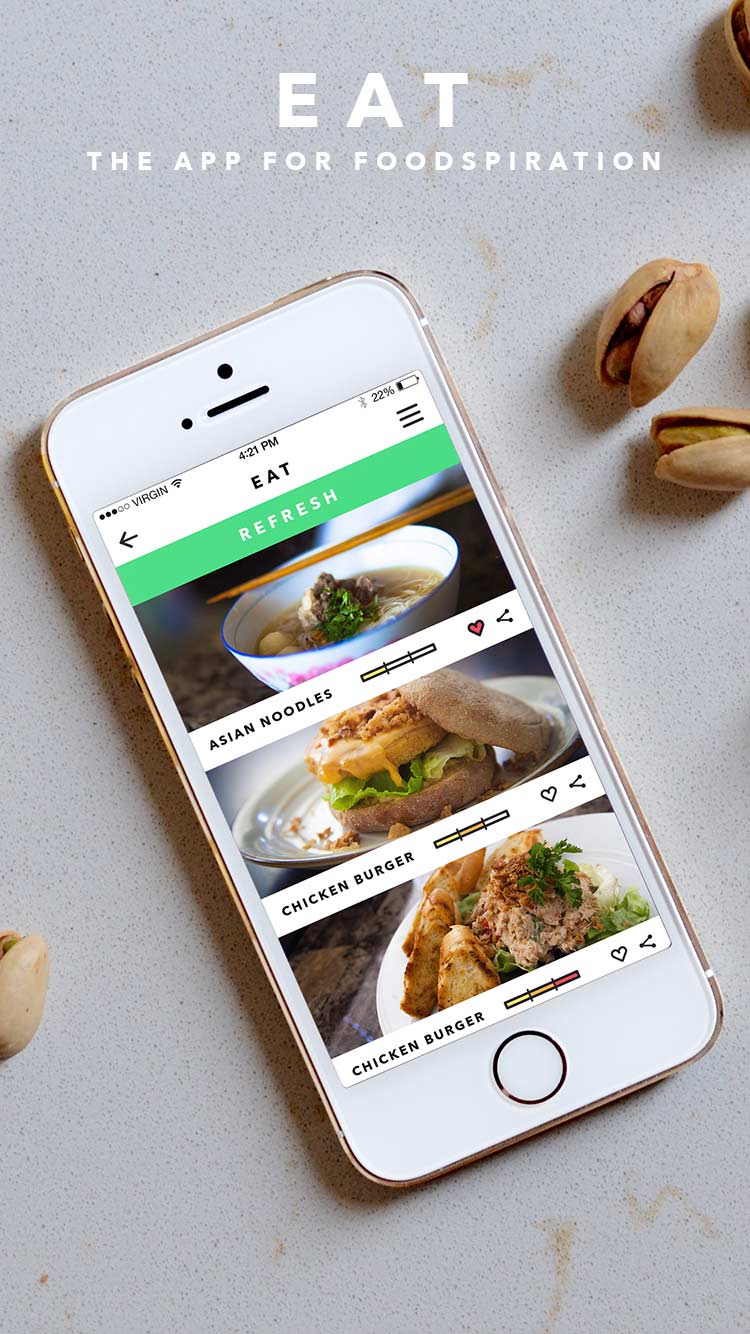 EAT
THE APP FOR FOODSPIRATION
VIRGIN 4:21 PM 22%
EAT
REFRESH
ASIAN NOODLES
CHICKEN BURGER
CHICKEN BURGER